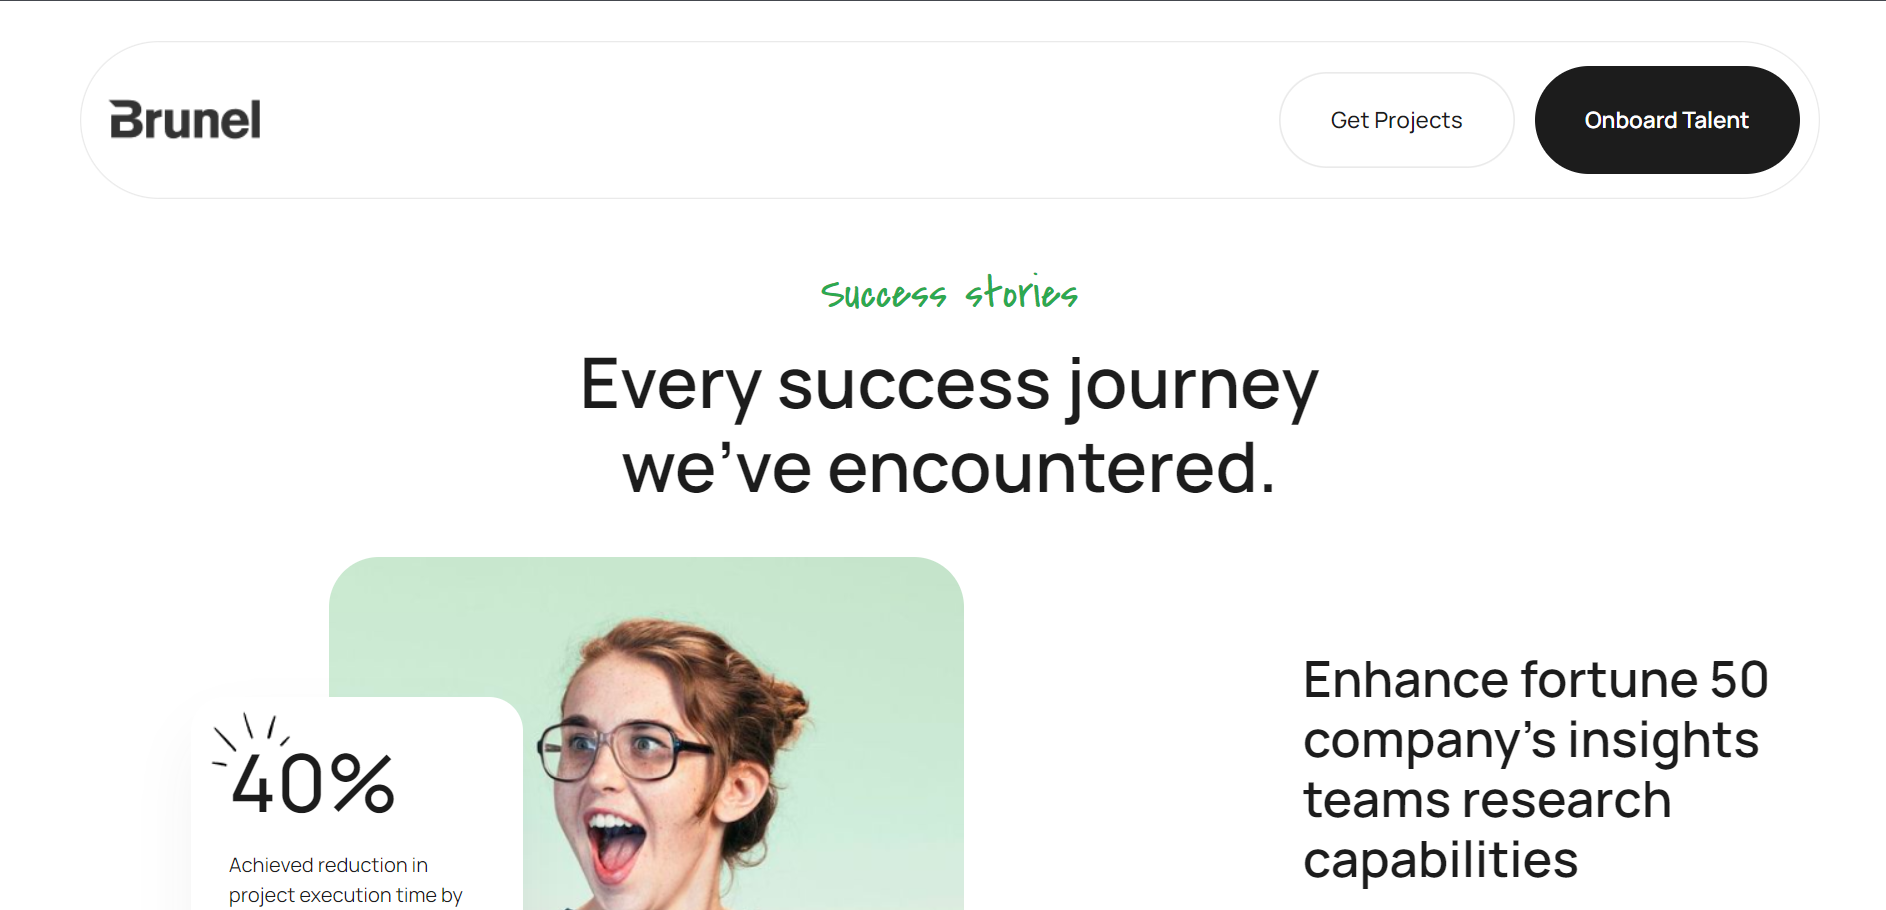 Brunel
Get Projects
Onboard Talent
Success stories
Every success journey
we’ve encountered.
40%
Achieved reduction in
project execution time by
Enhance fortune 50
company’s insights
teams research
capabilities